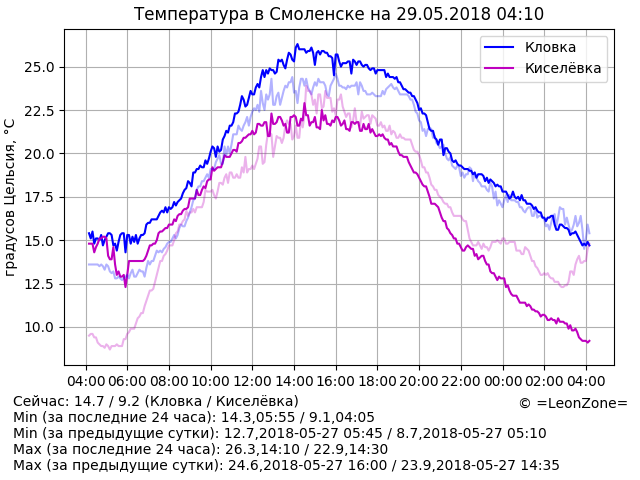 Температура в Смоленске на 29.05.2018 04:10
Кловка
Киселёвка
градусов Цельсия, °C
25.0
22.5
20.0
17.5
15.0
12.5
10.0
04:00 06:00 08:00 10:00 12:00 14:00 16:00 18:00 20:00 22:00 00:00 02:00 04:00
Сейчас: 14.7 / 9.2 (Кловка / Киселёвка)
© =LeonZone=
Min (за последние 24 часа): 14.3,05:55 / 9.1,04:05
Min (за предыдущие сутки): 12.7,2018-05-27 05:45 / 8.7,2018-05-27 05:10
Max (за последние 24 часа): 26.3,14:10 / 22.9,14:30
Max (за предыдущие сутки): 24.6,2018-05-27 16:00 / 23.9,2018-05-27 14:35